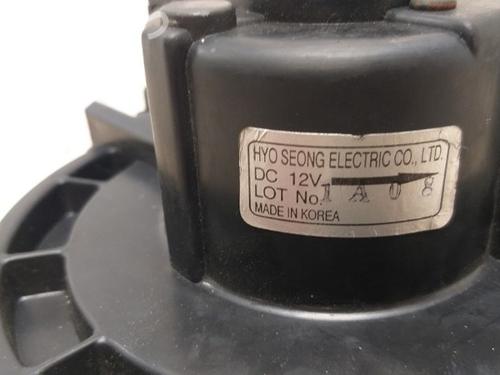 HYO SEONG ELECTRIC CO., LTD.
DC 12V
LOT No. 1A08
MADE IN KOREA